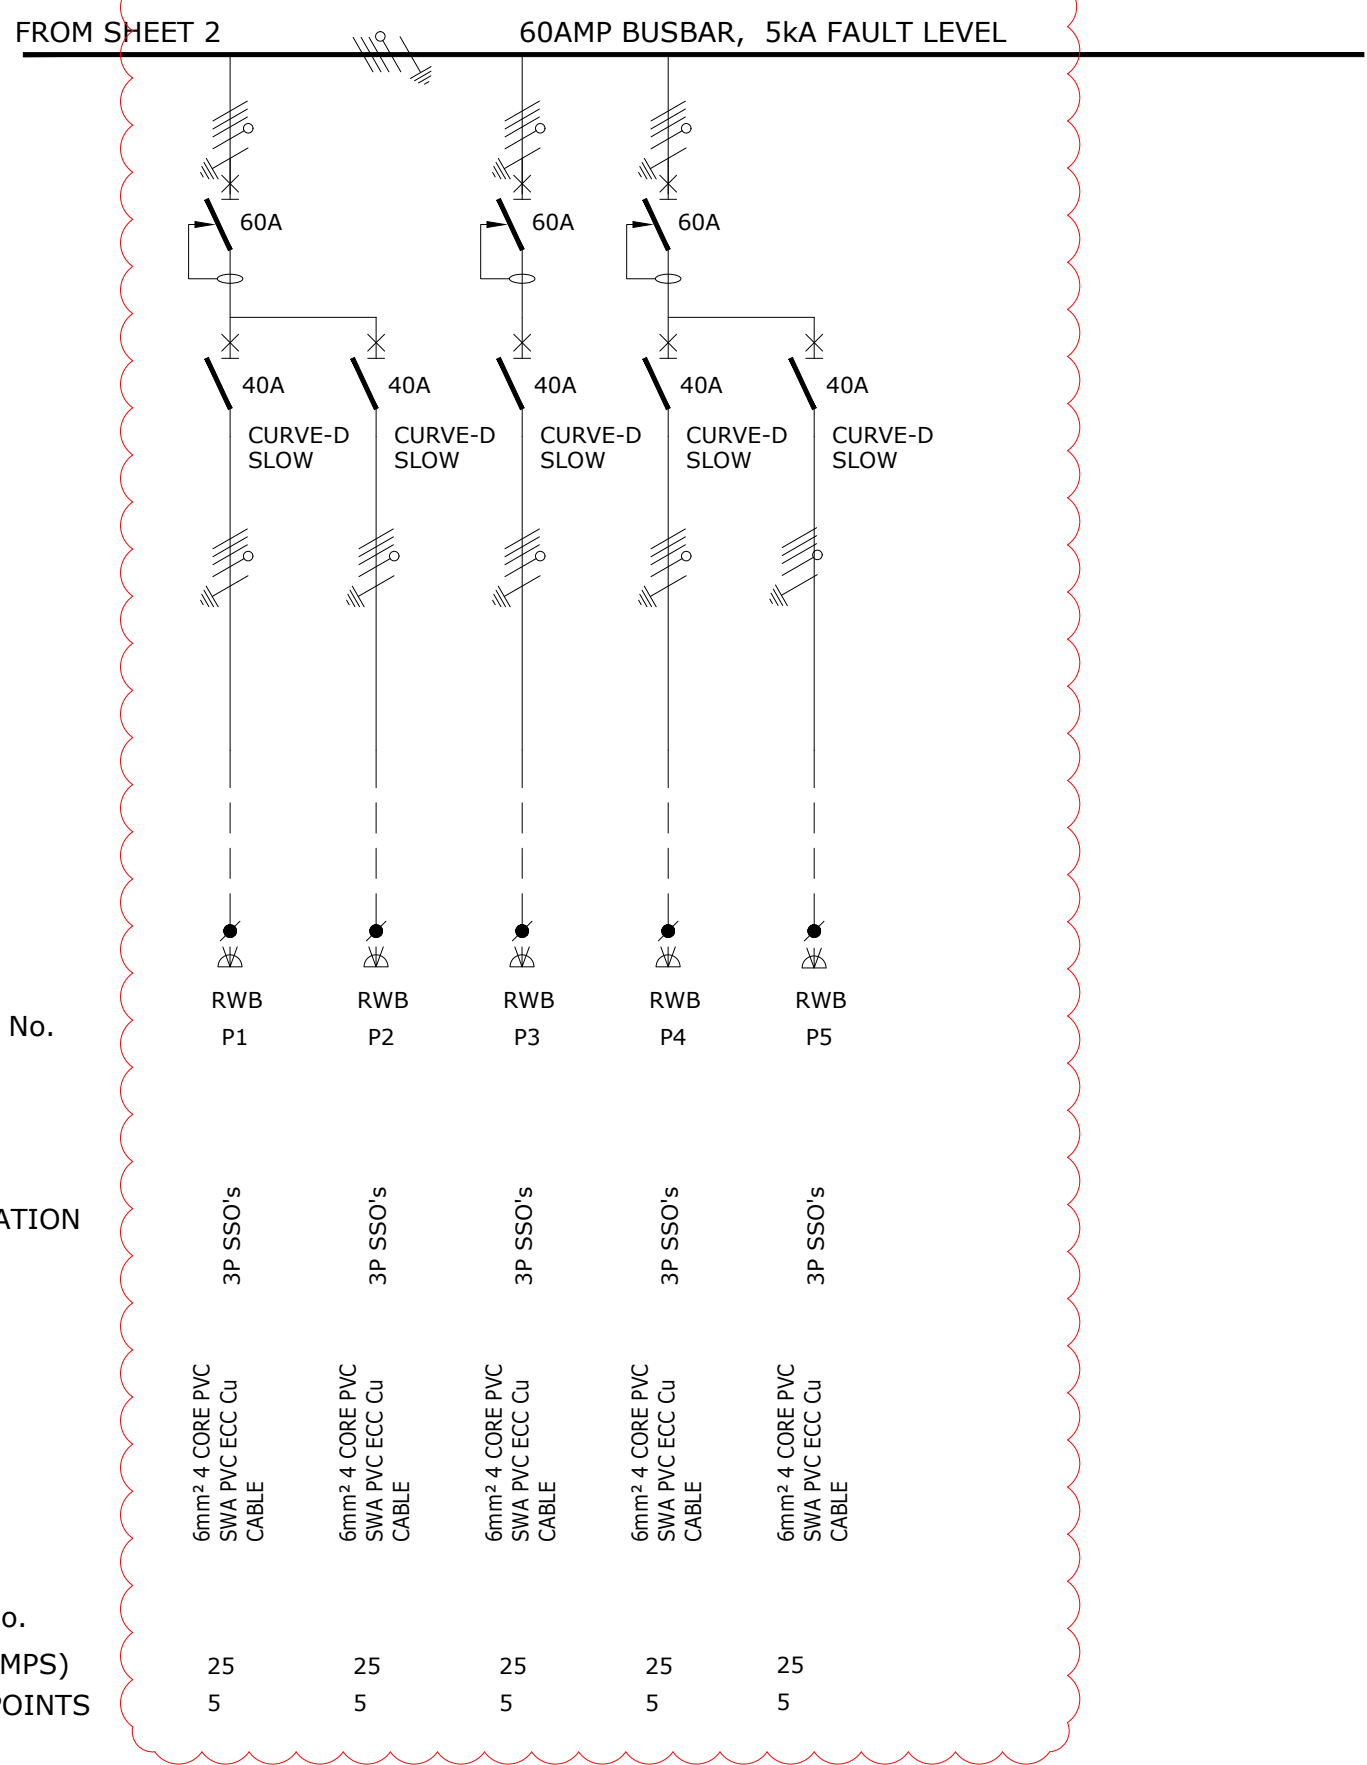 FROM SHEET 2
60AMP BUSBAR, 5kA FAULT LEVEL
60A
60A
60A
40A
40A
40A
40A
40A
CURVE-D
SLOW
CURVE-D
SLOW
CURVE-D
SLOW
CURVE-D
SLOW
CURVE-D
SLOW
RWB
RWB
RWB
RWB
RWB
No.
P1
P2
P3
P4
P5
ATION
3P SSO's
3P SSO's
3P SSO's
3P SSO's
3P SSO's
6mm² 4 CORE PVC
SWA PVC ECC Cu
CABLE
6mm² 4 CORE PVC
SWA PVC ECC Cu
CABLE
6mm² 4 CORE PVC
SWA PVC ECC Cu
CABLE
6mm² 4 CORE PVC
SWA PVC ECC Cu
CABLE
6mm² 4 CORE PVC
SWA PVC ECC Cu
CABLE
o.
MPS)
25
25
25
25
25
POINTS
5
5
5
5
5